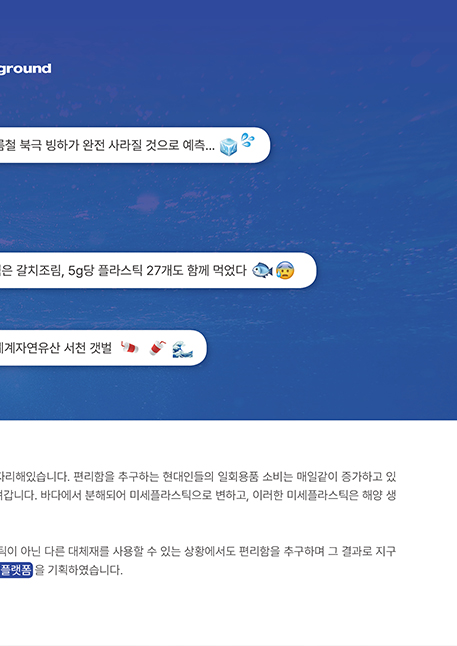 ground
름철 북극 빙하가 완전 사라질 것으로 예측...
은 갈치조림, 5g당 플라스틱 27개도 함께 먹었다
세계자연유산 서천 갯벌
자리해있습니다. 편리함을 추구하는 현대인들의 일회용품 소비는 매일같이 증가하고 있
겨갑니다. 바다에서 분해되어 미세플라스틱으로 변하고, 이러한 미세플라스틱은 해양 생
틱이 아닌 다른 대체재를 사용할 수 있는 상황에서도 편리함을 추구하며 그 결과로 지구
플랫폼을 기획하였습니다.